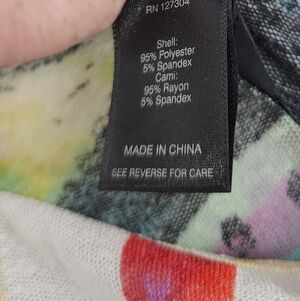 RN 127304
Shell:
95% Polyester
5% Spandex
Cami:
95% Rayon
5% Spandex
MADE IN CHINA
SEE REVERSE FOR CARE